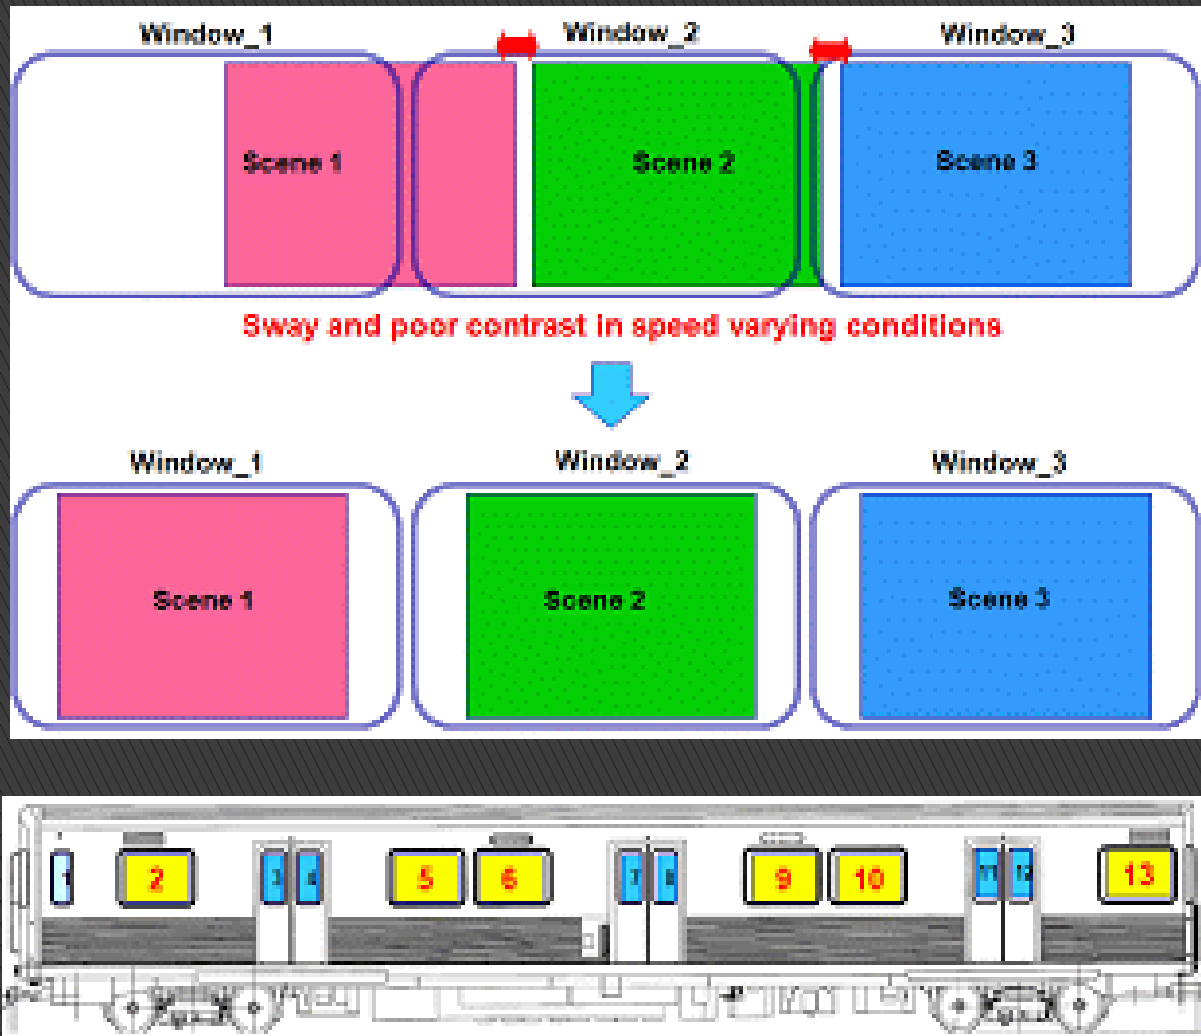 Window_1 Window_2 Window_3
Scene 1 Scene 2 Scene 3
Sway and poor contrast in speed varying conditions
Window_1 Window_2 Window_3
Scene 1 Scene 2 Scene 3
1 2 3 4 5 6 7 8 9 10 11 12 13